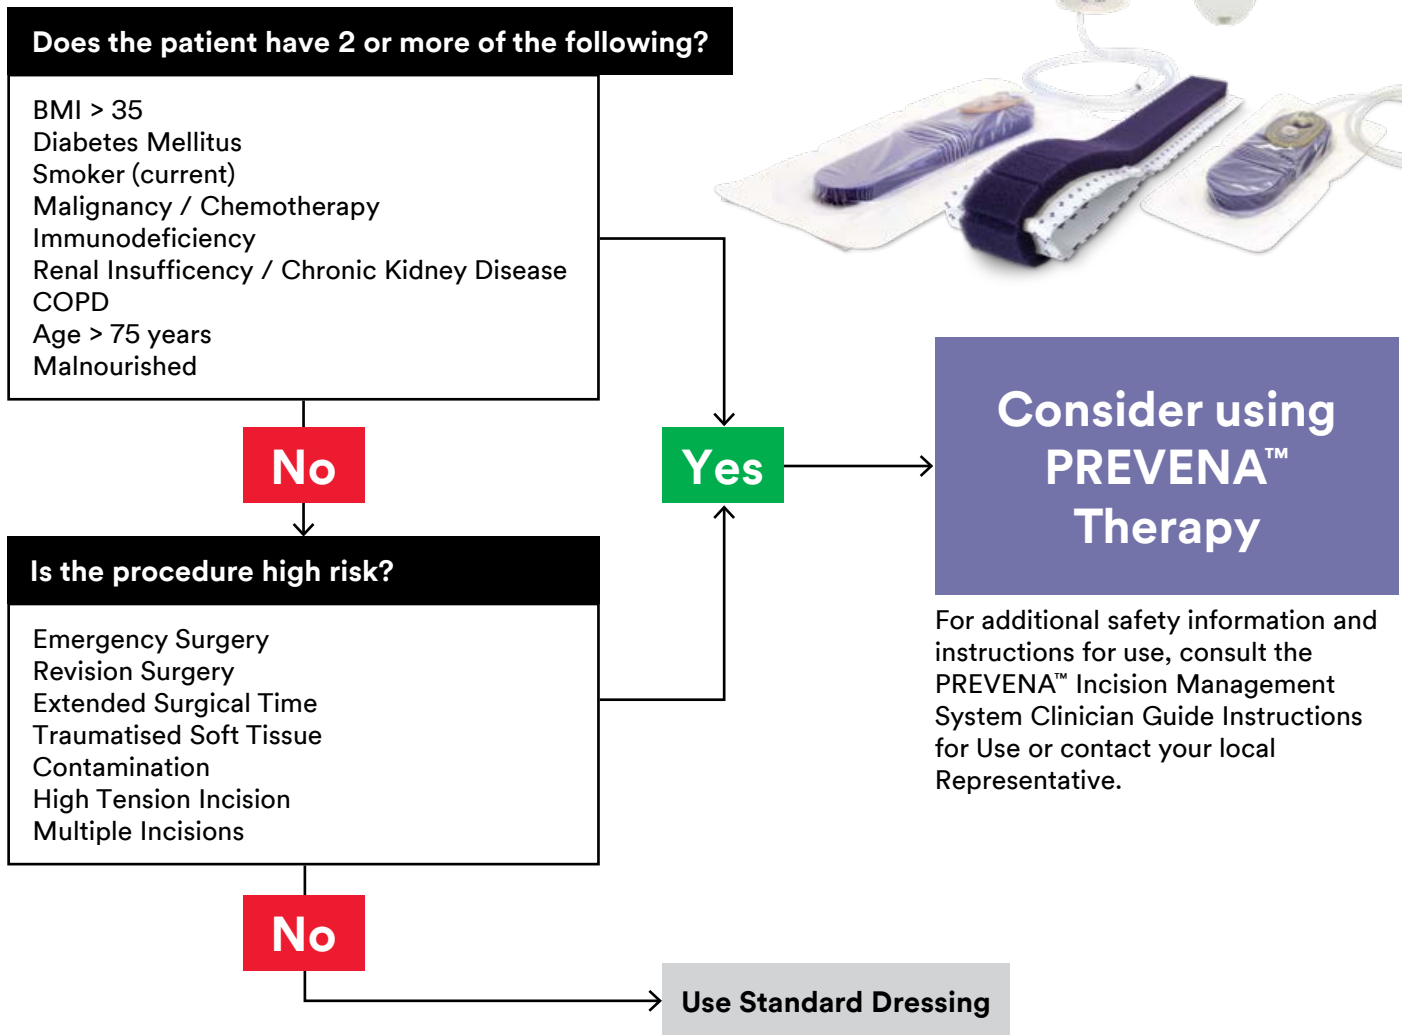 Does the patient have 2 or more of the following?
BMI > 35
Diabetes Mellitus
Smoker (current)
Malignancy / Chemotherapy
Immunodeficiency
Renal Insufficency / Chronic Kidney Disease
COPD
Age > 75 years
Malnourished
No
Yes
Consider using
PREVENA™
Therapy
For additional safety information and
instructions for use, consult the
PREVENA™ Incision Management
System Clinician Guide Instructions
for Use or contact your local
Representative.
Is the procedure high risk?
Emergency Surgery
Revision Surgery
Extended Surgical Time
Traumatised Soft Tissue
Contamination
High Tension Incision
Multiple Incisions
No
Use Standard Dressing